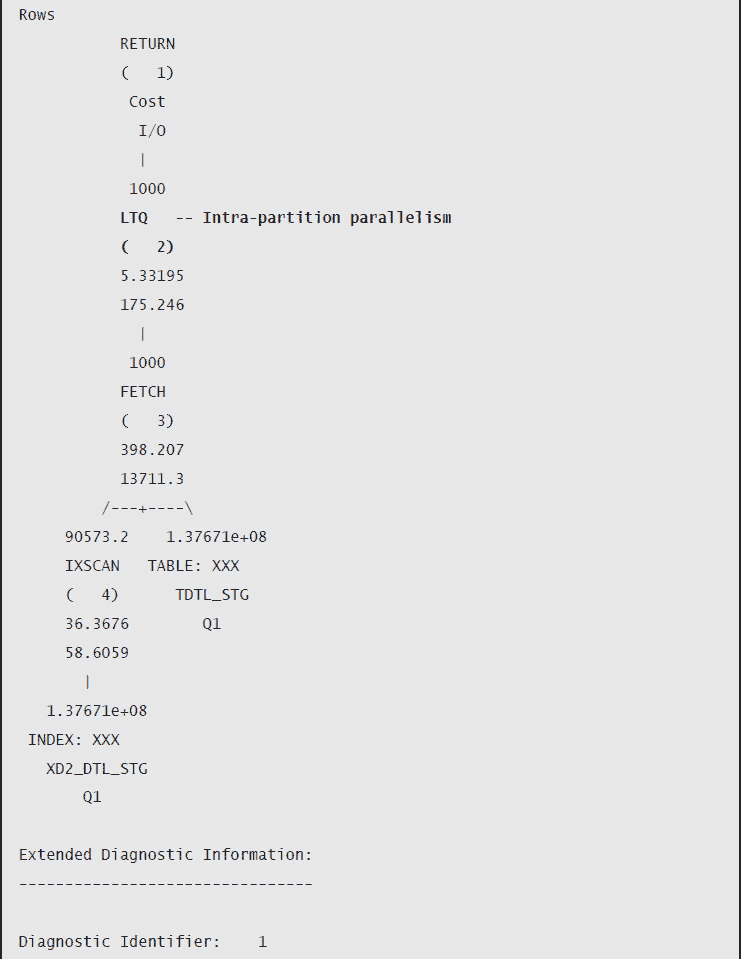 Rows
RETURN
(   1)
Cost
I/O
|
1000
LTQ   -- Intra-partition parallelism
(   2)
5.33195
175.246
|
1000
FETCH
(   3)
398.207
13711.3
/---+----\
90573.2    1.37671e+08
IXSCAN   TABLE: XXX
(   4)      TDTL_STG
36.3676        Q1
58.6059
|
1.37671e+08
INDEX: XXX
XD2_DTL_STG
Q1
Extended Diagnostic Information:
--------------------------------
Diagnostic Identifier:    1